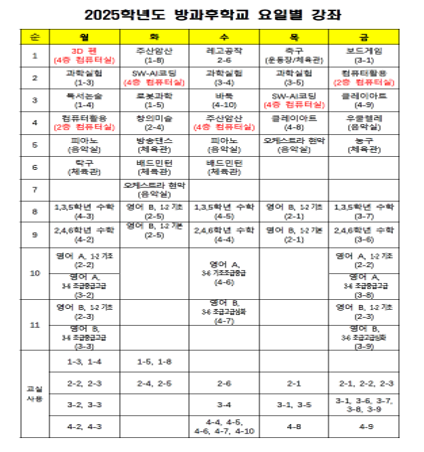 2025학년도 방과후학교 요일별 강좌
순 월 화 수 목 금
1 3D 펜 주산암산 레고공작 축구 보드게임
(4층 컴퓨터실) (1-8) 2-6 (운동장/체육관) (3-1)
2 과학실험 SW-AI코딩 과학실험 과학실험 컴퓨터활용
(1-3) (4층 컴퓨터실) (3-4) (3-5) (2층 컴퓨터실)
3 독서논술 로봇과학 바둑 SW-AI코딩 클레이아트
(1-4) (1-5) (4-10) (4층 컴퓨터실) (4-9)
4 컴퓨터활용 창의미술 주산암산 클레이아트 우쿨렐레
(2층 컴퓨터실) (2-4) (4층 컴퓨터실) (4-8) (음악실)
5 피아노 방송댄스 피아노 오케스트라 현악 농구
(음악실) (체육관) (음악실) (음악실) (체육관)
6 탁구 배드민턴 배드민턴
(체육관) (체육관) (체육관)
7 오케스트라 현악
(음악실)
8 1,3,5학년 수학 영어 B, 1-2 기초 1,3,5학년 수학 영어 B, 1-2 기초 1,3,5학년 수학
(4-3) (2-5) (4-5) (2-1) (3-7)
9 2,4,6학년 수학 영어 B, 1-2 기본 2,4,6학년 수학 영어 B, 1-2 기본 2,4,6학년 수학
(4-2) (2-5) (4-4) (2-1) (3-6)
10 영어 A, 1-2 기초 영어 A, 영어 A, 1-2 기초
(2-2) 3-6 기초초급중급 (2-2)
영어 A, (4-6) 영어 A,
3-6 초급중급고급 3-6 초급중급고급
(3-2) (3-8)
11 영어 B, 1-2 기초 영어 B, 영어 B, 1-2 기초
(2-3) 3-6 초급고급심화 (2-3)
영어 B, (4-7) 영어 B,
3-6 초급중급고급 3-6 초급고급심화
(3-3) (3-9)
교실 사용 1-3, 1-4 1-5, 1-8
2-2, 2-3 2-4, 2-5 2-6 2-1 2-1, 2-2, 2-3
3-2, 3-3 3-4 3-1, 3-5 3-1, 3-6, 3-7,
3-8, 3-9
4-2, 4-3 4-4, 4-5, 4-8 4-9
4-6, 4-7, 4-10